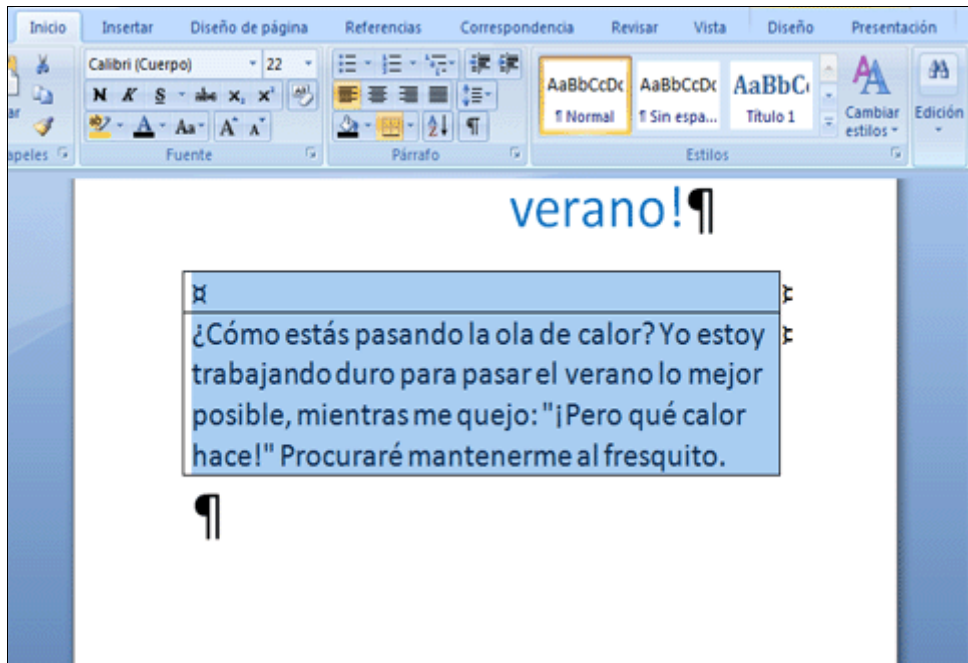 Inicio Insertar Diseño de página Referencias Correspondencia Revisar Vista Diseño Presentación
Calibri (Cuerpo) 22
N K S abc x, x²
A Aa A A
AaBbCcDc AaBbCcDc AaBbC
¶ Normal ¶ Sin espa... Título 1
Cambiar estilos
Edición
apeles Fuente Párrafo Estilos
verano!¶
¤ ¤
¿Cómo estás pasando la ola de calor? Yo estoy ¤
trabajando duro para pasar el verano lo mejor
posible, mientras me quejo: "¡Pero qué calor
hace!" Procuraré mantenerme al fresquito.
¶